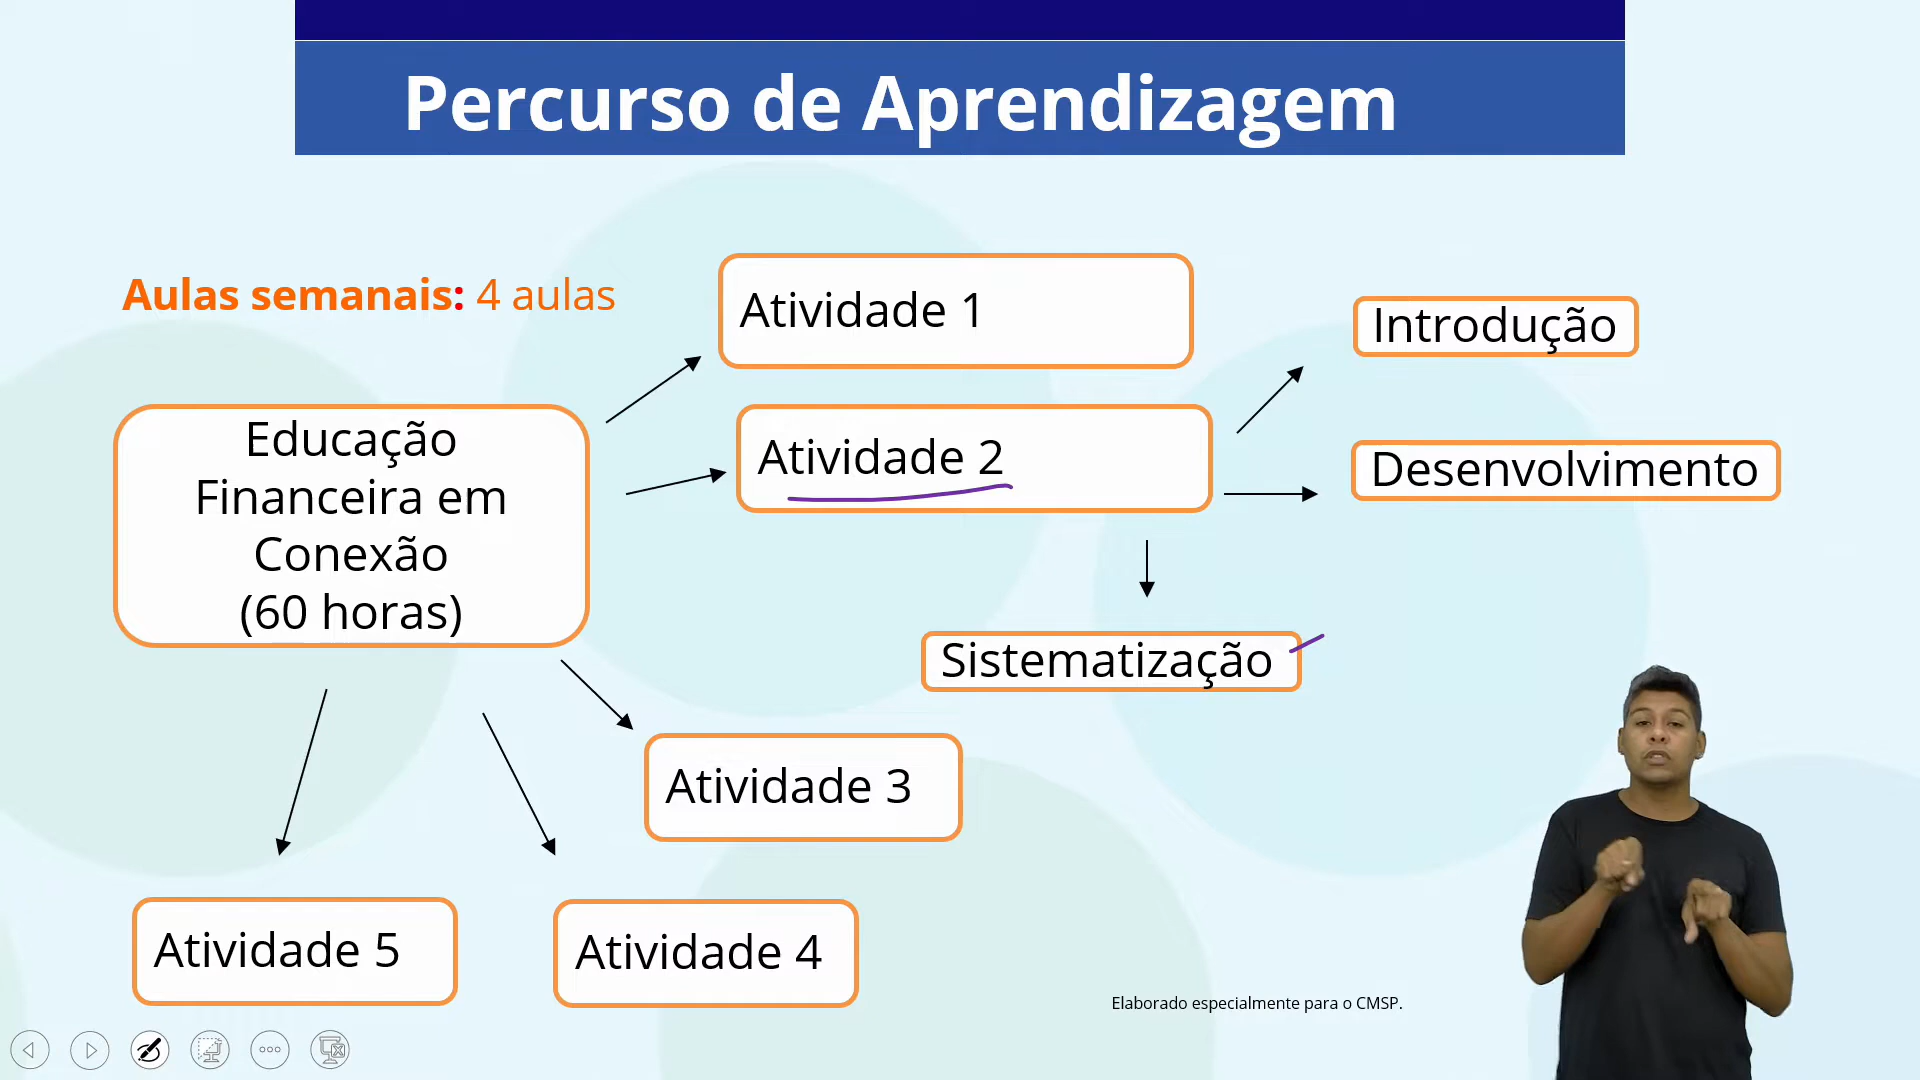 Percurso de Aprendizagem
Aulas semanais: 4 aulas
Atividade 1
Introdução
Educação
Financeira em
Conexão
(60 horas)
Atividade 2
Desenvolvimento
Sistematização
Atividade 3
Atividade 5
Atividade 4
Elaborado especialmente para o CMSP.